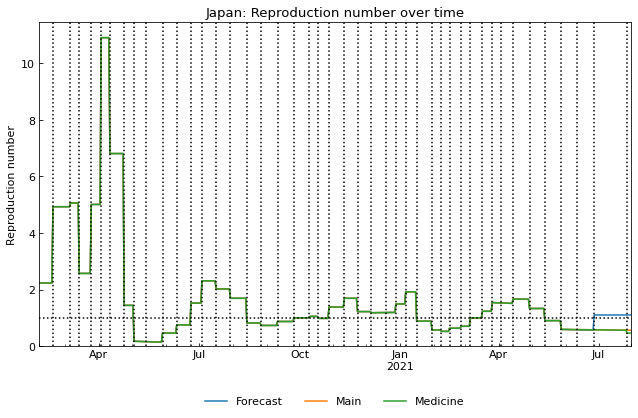 Japan: Reproduction number over time
Reproduction number
10
8
6
4
2
0
Apr Jul Oct Jan Apr Jul
2021
Forecast Main Medicine